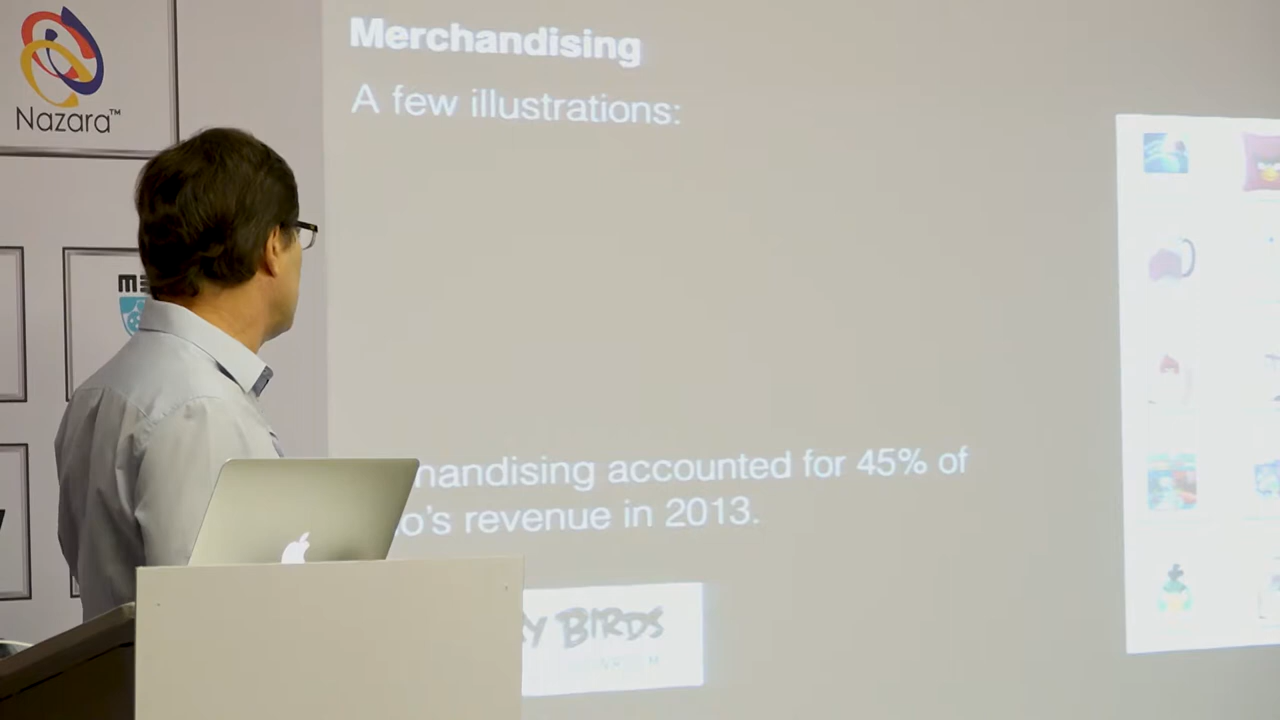 Nazara™
Merchandising
A few illustrations:
handising accounted for 45% of
o's revenue in 2013.
Y BIRDS